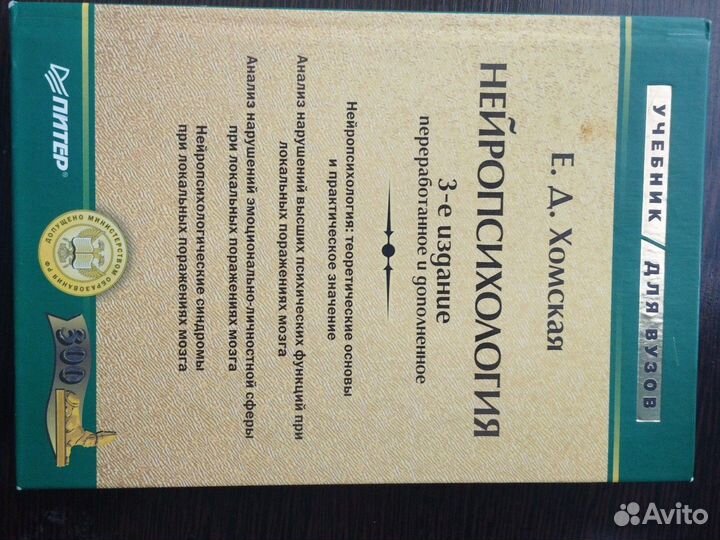 УЧЕБНИК / ДЛЯ ВУЗОВ
Е. Д. Хомская
НЕЙРОПСИХОЛОГИЯ
3-е издание
переработанное и дополненное
Нейропсихология: теоретические основы
и практическое значение
Анализ нарушений высших психических функций при
локальных поражениях мозга
Анализ нарушений эмоционально-личностной сферы
при локальных поражениях мозга
Нейропсихологические синдромы
при локальных поражениях мозга
ПИТЕР®
ДОПУЩЕНО МИНИСТЕРСТВОМ
ОБРАЗОВАНИЯ РФ
300
Avito